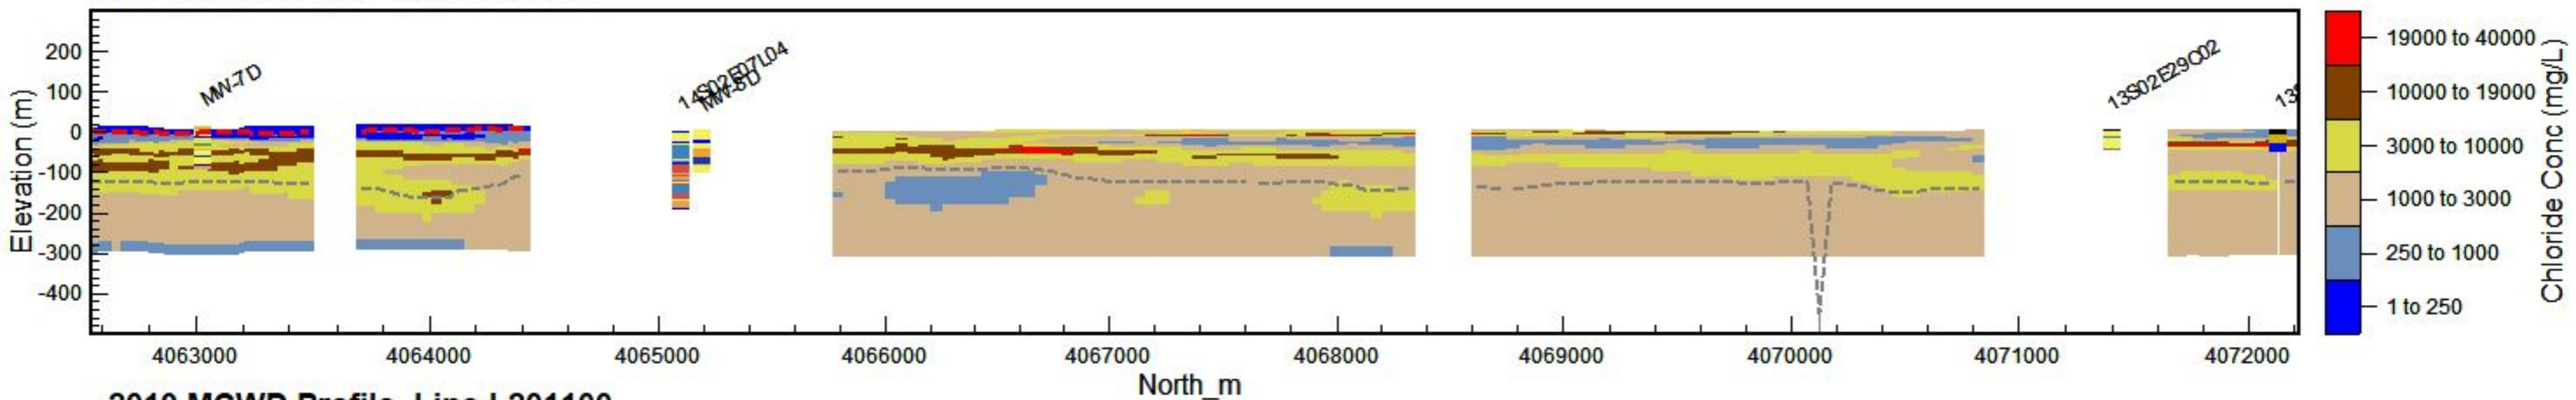 200
100
0
-100
-200
-300
-400
Elevation (m)
MW-7D
14S02E07L04
MW-8D
13S02E29C02
4063000
4064000
4065000
4066000
4067000
4068000
4069000
4070000
4071000
4072000
North_m
19000 to 40000
10000 to 19000
3000 to 10000
1000 to 3000
250 to 1000
1 to 250
Chloride Conc (mg/L)